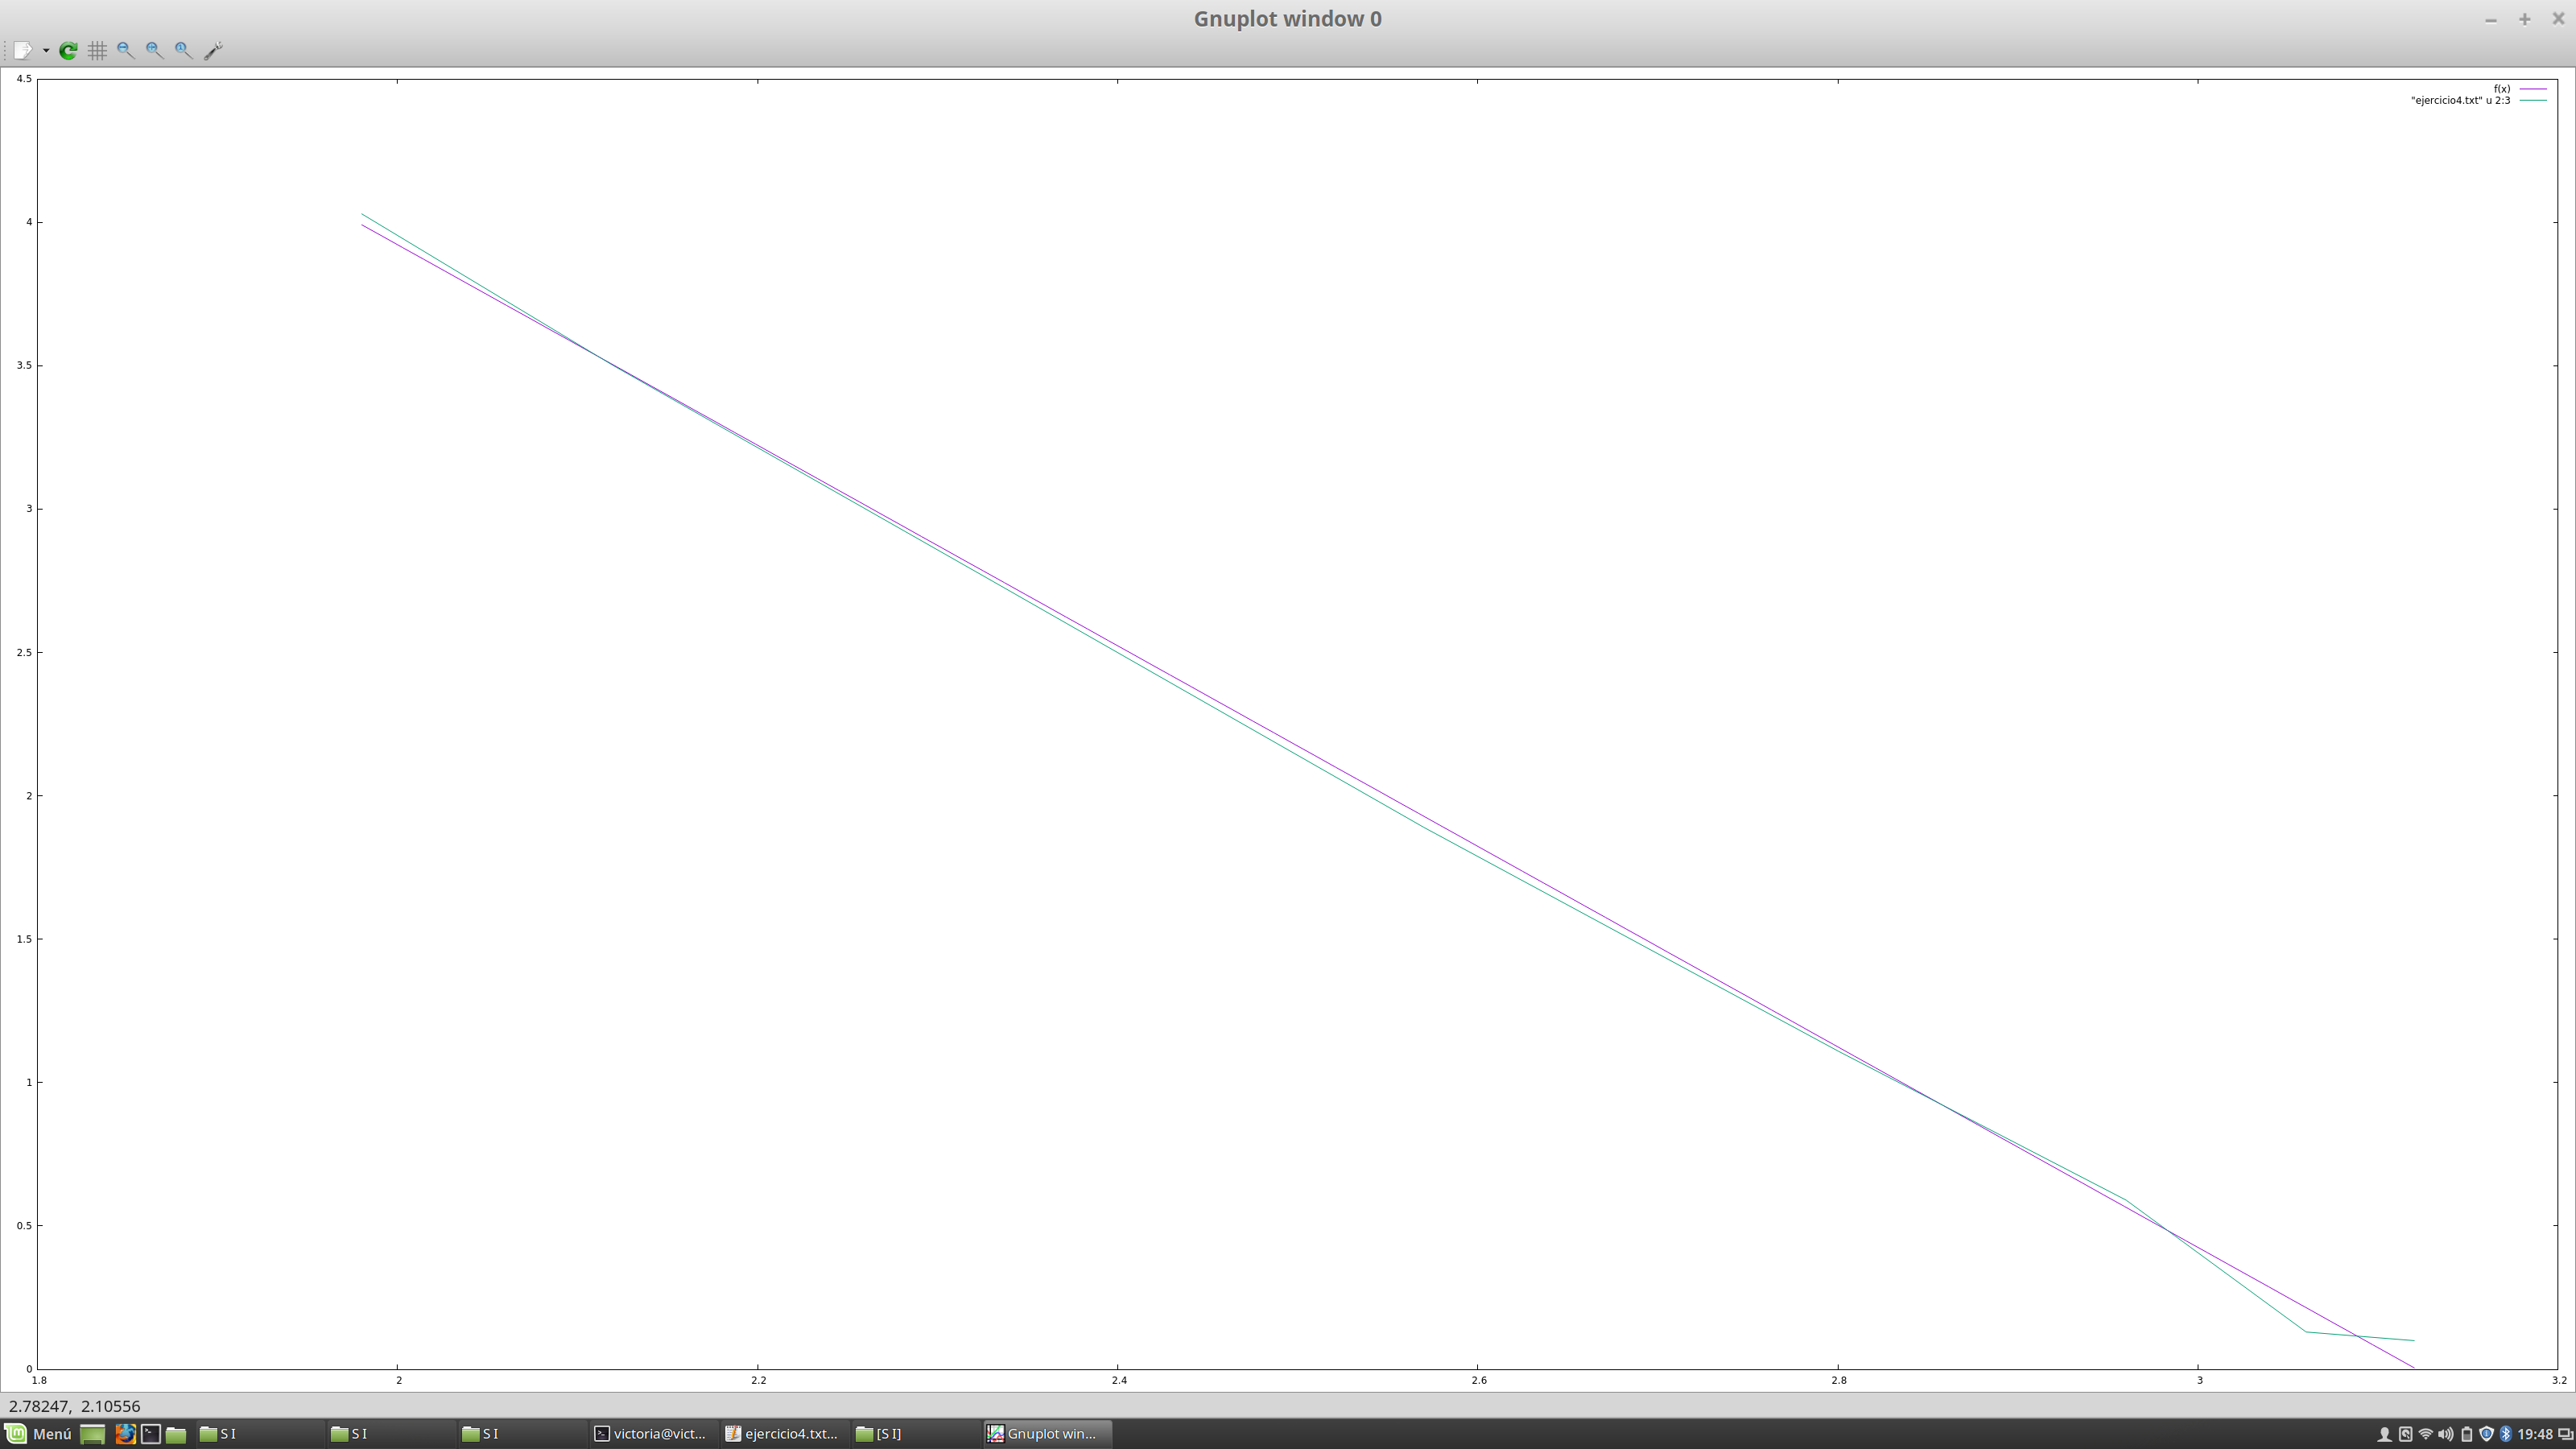 Gnuplot window 0
4.5
f(x)
"ejercicio4.txt" u 2:3
4
3.5
3
2.5
2
1.5
1
0.5
0
1.8 2 2.2 2.4 2.6 2.8 3 3.2
2.78247, 2.10556
Menú S I S I S I victoria@vict... ejercicio4.txt... [S I] Gnuplot win... 19:48